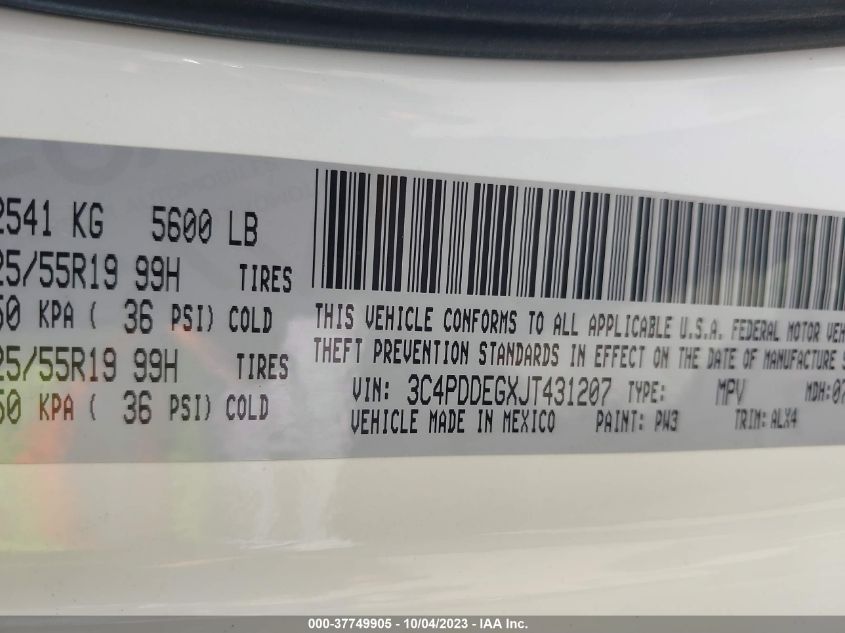 2541 KG 5600 LB
25/55R19 99H TIRES
50 KPA ( 36 PSI) COLD
25/55R19 99H TIRES
50 KPA ( 36 PSI) COLD
THIS VEHICLE CONFORMS TO ALL APPLICABLE U.S.A. FEDERAL MOTOR VEH
THEFT PREVENTION STANDARDS IN EFFECT ON THE DATE OF MANUFACTURE S
VIN: 3C4PDDEGXJT431207 TYPE: MPV MDH: 07
VEHICLE MADE IN MEXICO PAINT: PW3 TRIM: ALX4
000-37749905 - 10/04/2023 - IAA Inc.